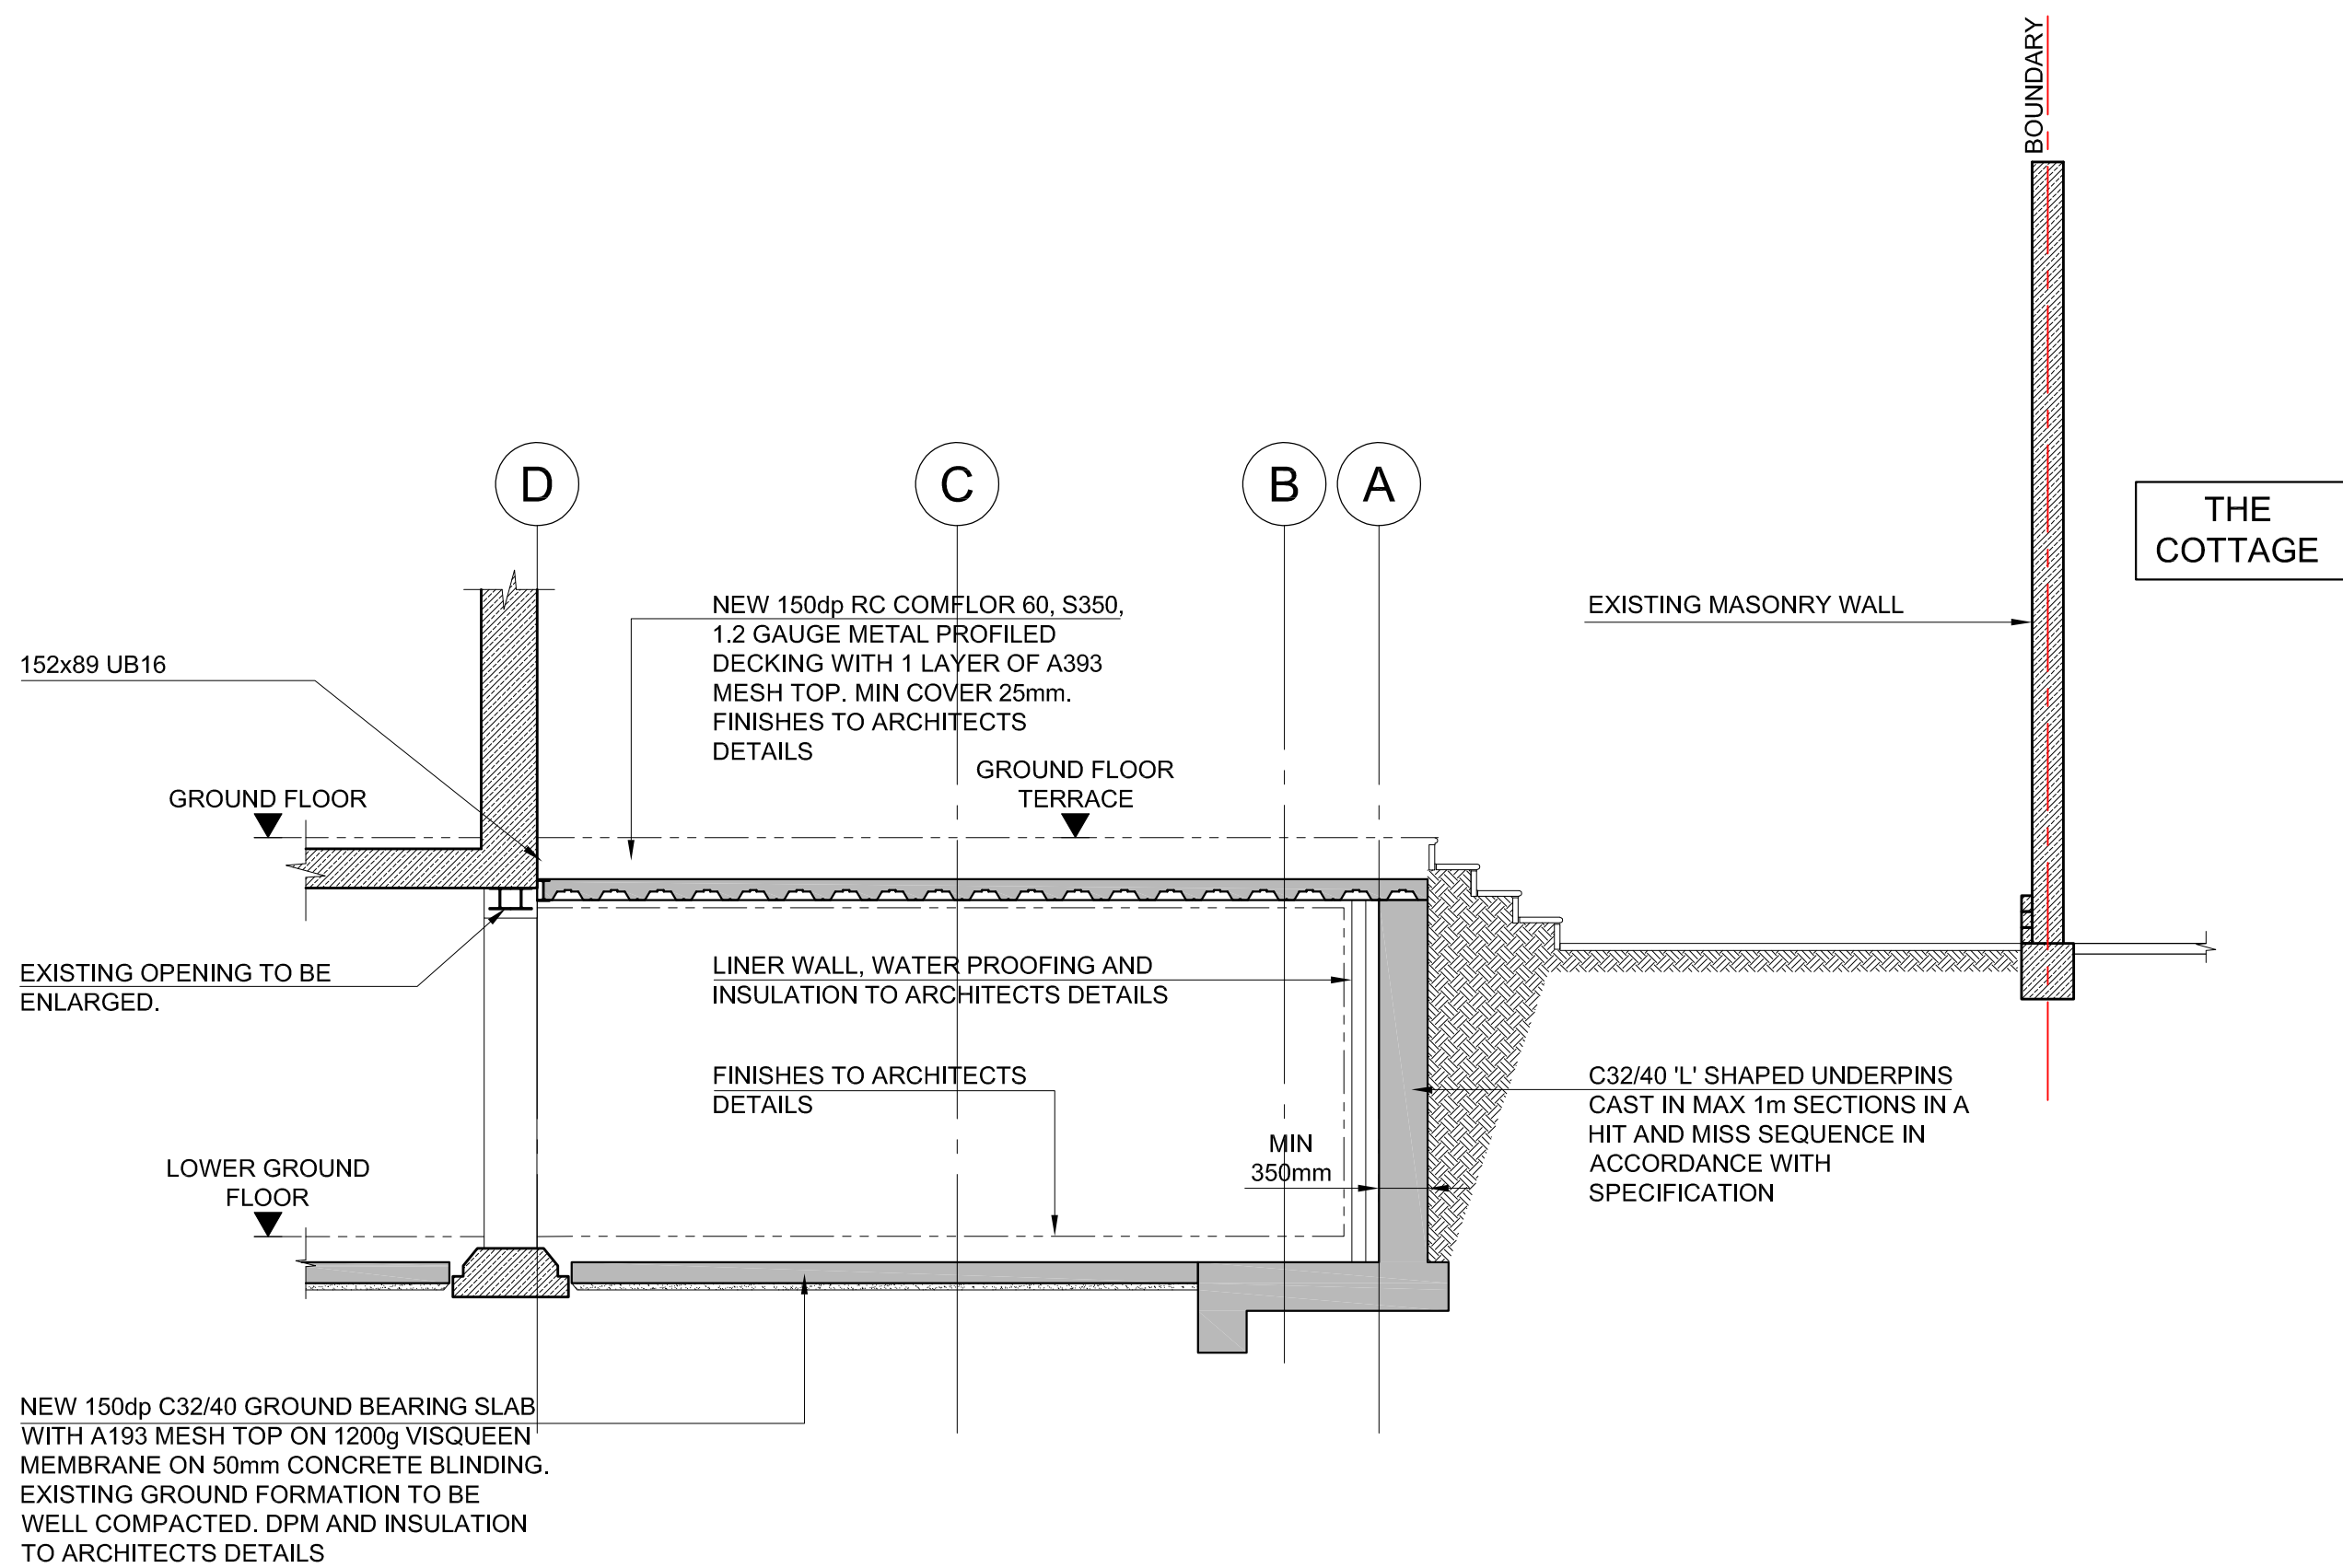 BOUNDARY
D
C
B
A
THE
COTTAGE
NEW 150dp RC COMFLOR 60, S350,
1.2 GAUGE METAL PROFILED
DECKING WITH 1 LAYER OF A393
MESH TOP. MIN COVER 25mm.
FINISHES TO ARCHITECTS
DETAILS
EXISTING MASONRY WALL
152x89 UB16
GROUND FLOOR
GROUND FLOOR
TERRACE
EXISTING OPENING TO BE
ENLARGED.
LINER WALL, WATER PROOFING AND
INSULATION TO ARCHITECTS DETAILS
FINISHES TO ARCHITECTS
DETAILS
C32/40 'L' SHAPED UNDERPINS
CAST IN MAX 1m SECTIONS IN A
HIT AND MISS SEQUENCE IN
ACCORDANCE WITH
SPECIFICATION
MIN
350mm
LOWER GROUND
FLOOR
NEW 150dp C32/40 GROUND BEARING SLAB
WITH A193 MESH TOP ON 1200g VISQUEEN
MEMBRANE ON 50mm CONCRETE BLINDING.
EXISTING GROUND FORMATION TO BE
WELL COMPACTED. DPM AND INSULATION
TO ARCHITECTS DETAILS